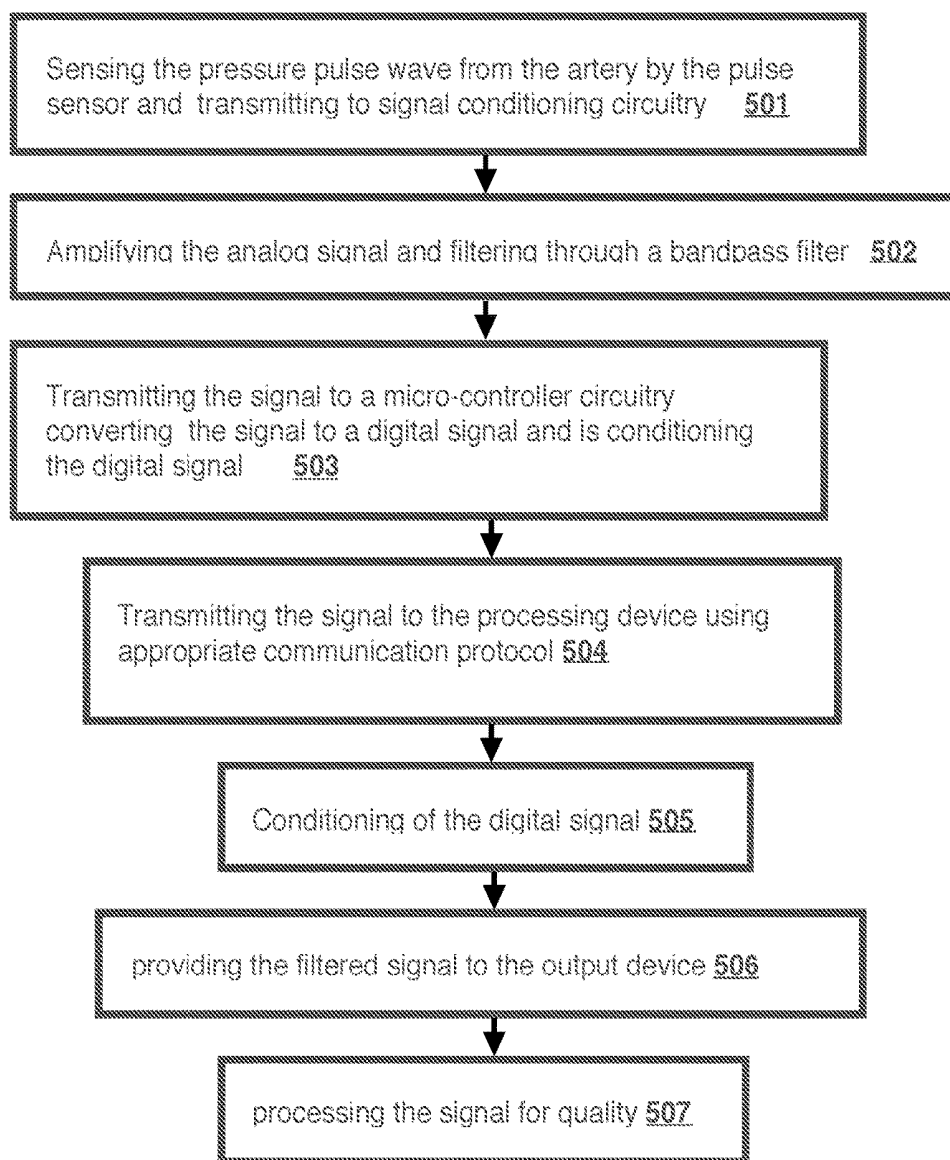 Sensing the pressure pulse wave from the artery by the pulse
sensor and transmitting to signal conditioning circuitry 501
Amplifying the analog signal and filtering through a bandpass filter 502
Transmitting the signal to a micro-controller circuitry
converting the signal to a digital signal and is conditioning
the digital signal 503
Transmitting the signal to the processing device using
appropriate communication protocol 504
Conditioning of the digital signal 505
providing the filtered signal to the output device 506
processing the signal for quality 507